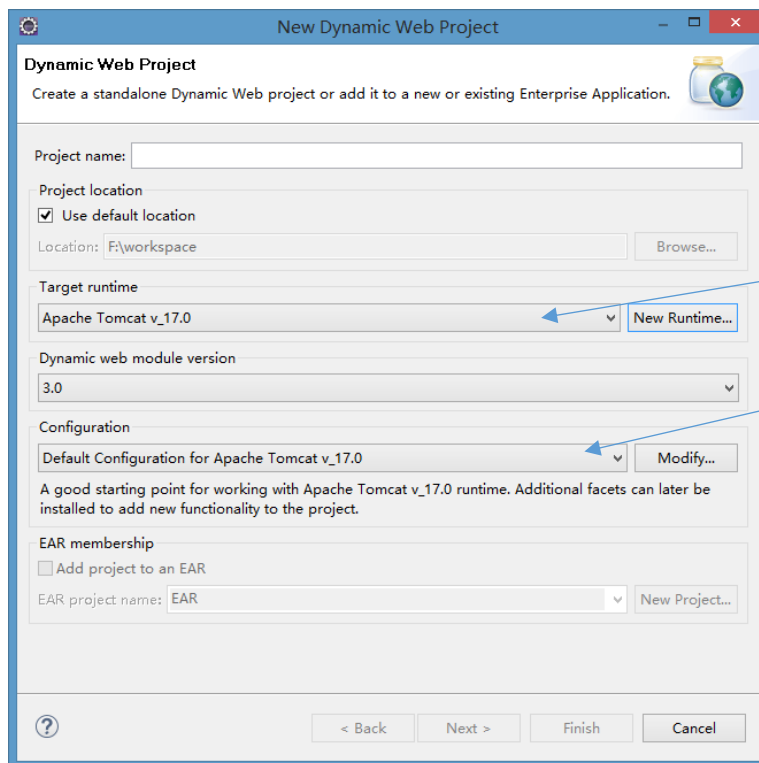 New Dynamic Web Project
Dynamic Web Project
Create a standalone Dynamic Web project or add it to a new or existing Enterprise Application.
Project name:
Project location
Use default location
Location: F:\workspace Browse...
Target runtime
Apache Tomcat v_17.0 New Runtime...
Dynamic web module version
3.0
Configuration
Default Configuration for Apache Tomcat v_17.0 Modify...
A good starting point for working with Apache Tomcat v_17.0 runtime. Additional facets can later be
installed to add new functionality to the project.
EAR membership
Add project to an EAR
EAR project name: EAR New Project...
? < Back Next > Finish Cancel